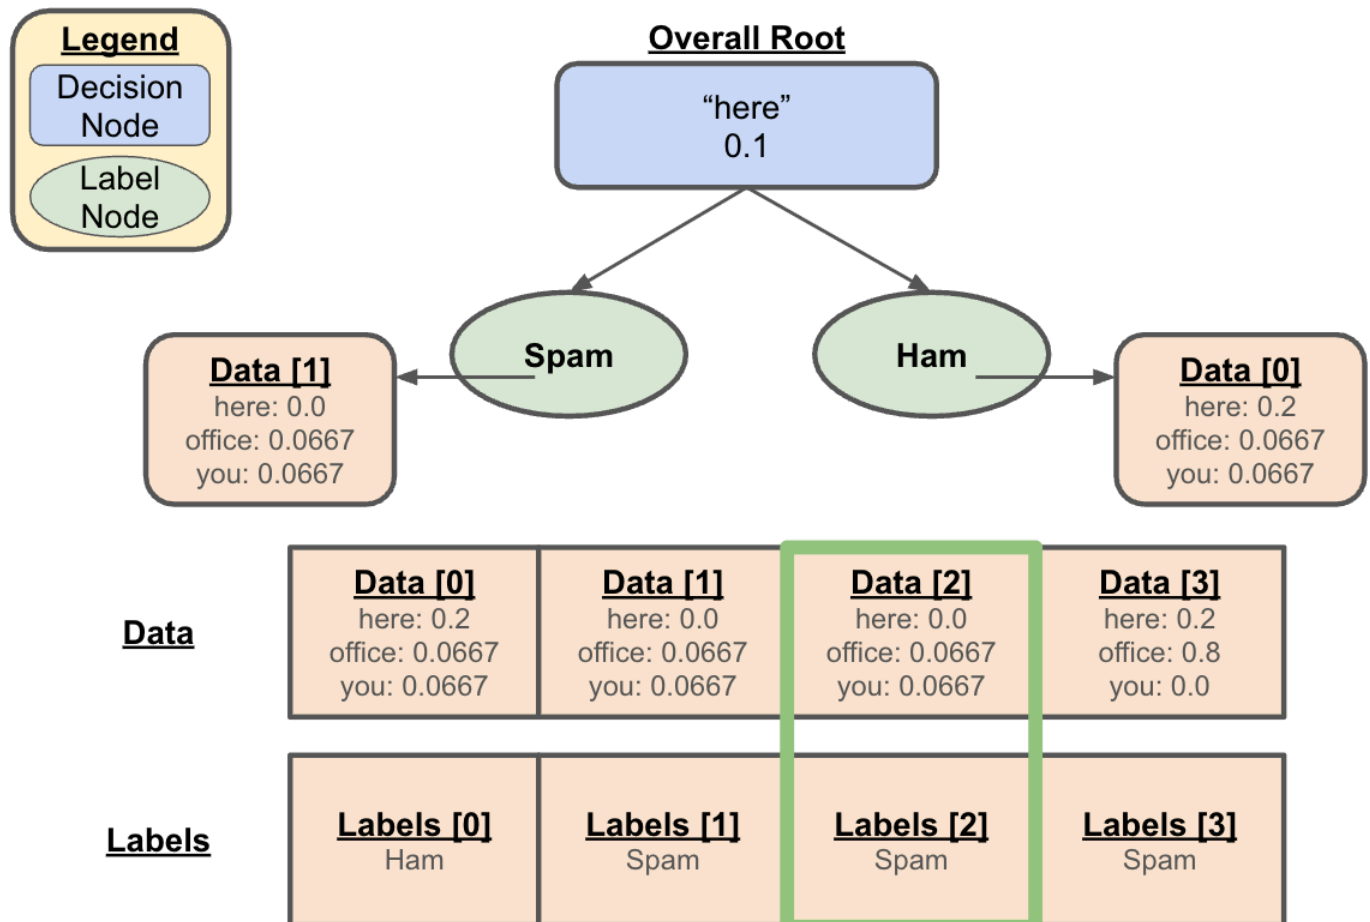 Legend
Decision
Node
Label
Node
Overall Root
“here”
0.1
Spam
Ham
Data [1]
here: 0.0
office: 0.0667
you: 0.0667
Data [0]
here: 0.2
office: 0.0667
you: 0.0667
Data
Data [0]
here: 0.2
office: 0.0667
you: 0.0667
Data [1]
here: 0.0
office: 0.0667
you: 0.0667
Data [2]
here: 0.0
office: 0.0667
you: 0.0667
Data [3]
here: 0.2
office: 0.8
you: 0.0
Labels
Labels [0]
Ham
Labels [1]
Spam
Labels [2]
Spam
Labels [3]
Spam